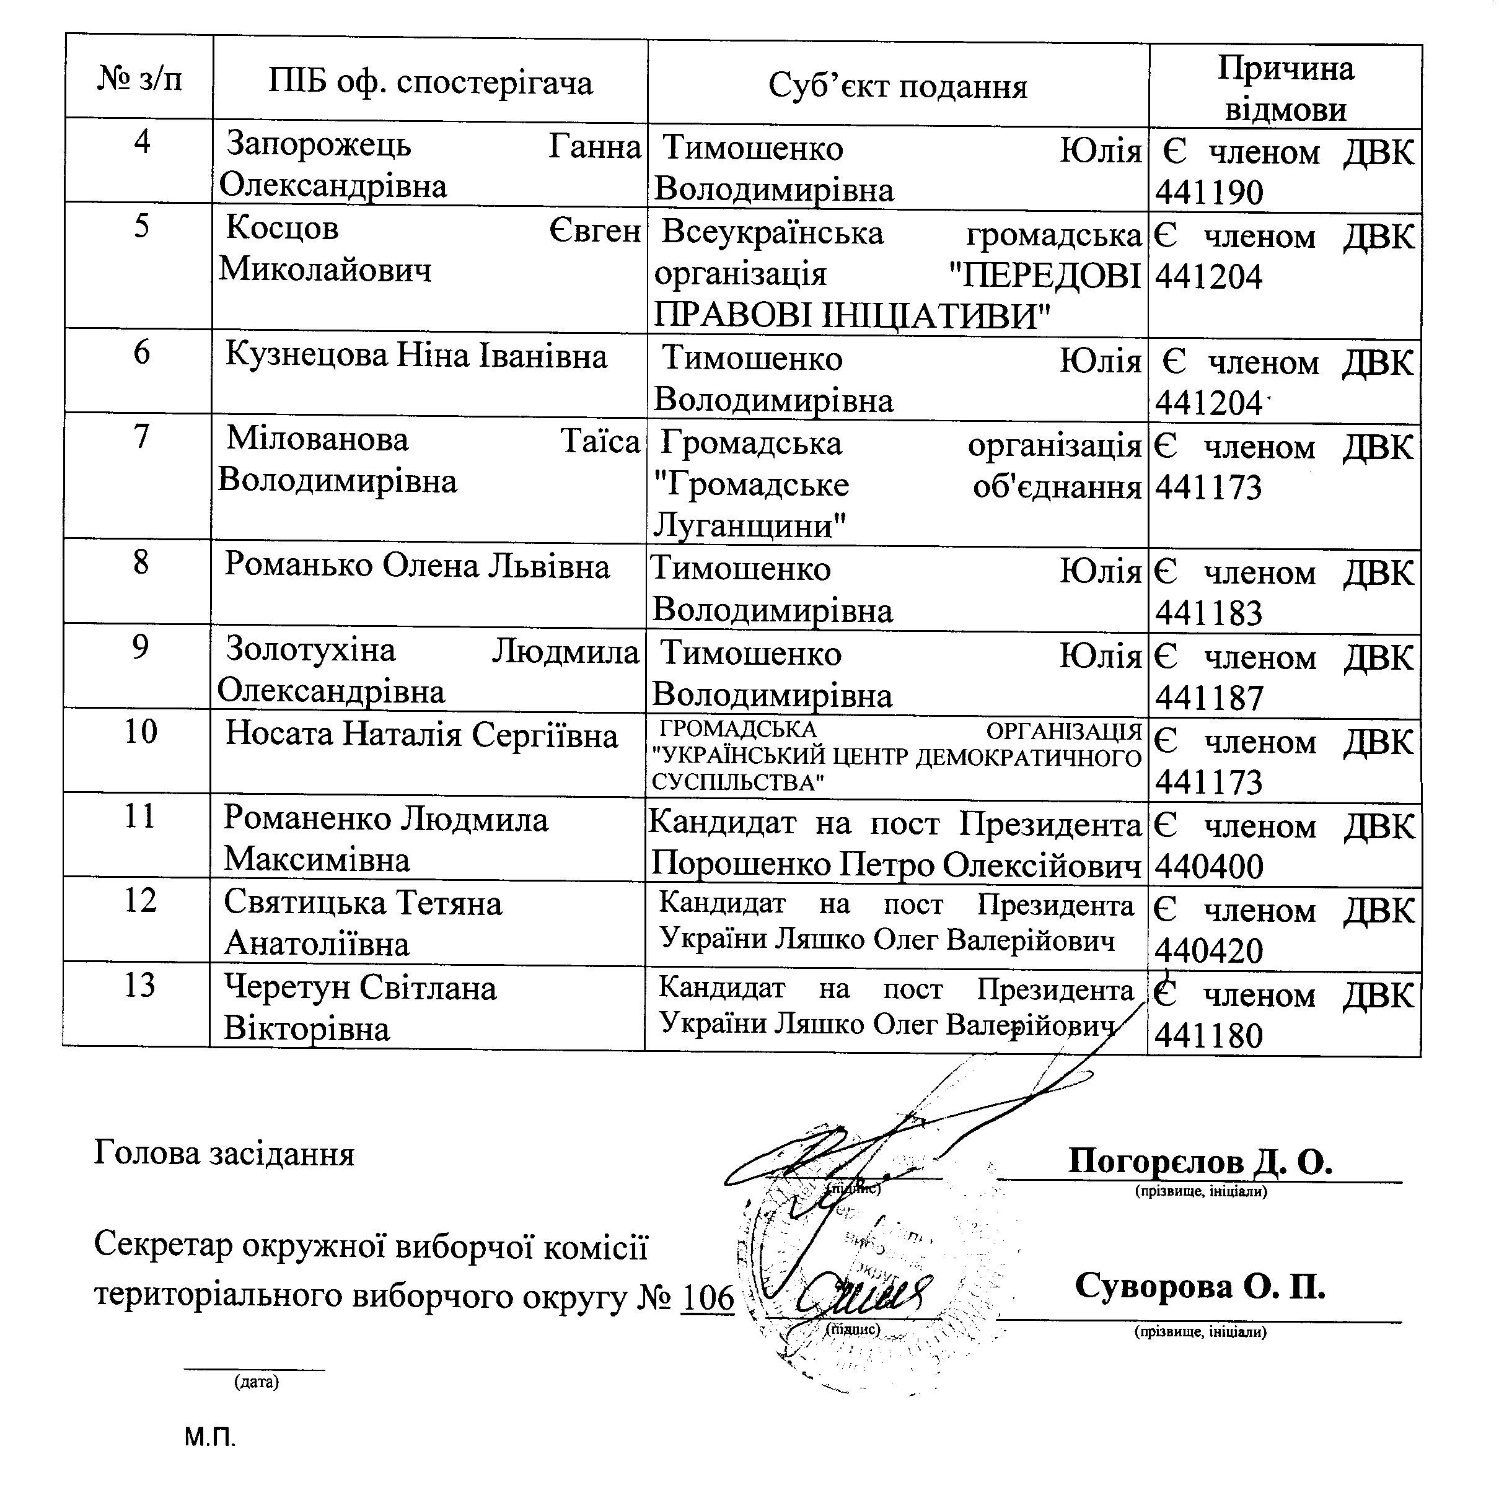 № з/п ПІБ оф. спостерігача Суб’єкт подання Причина
відмови
4 Запорожець Ганна Тимошенко Юлія Є членом ДВК
Олександрівна Володимирівна 441190
5 Косцов Євген Всеукраїнська громадська Є членом ДВК
Миколайович організація "ПЕРЕДОВІ 441204
ПРАВОВІ ІНІЦІАТИВИ"
6 Кузнецова Ніна Іванівна Тимошенко Юлія Є членом ДВК
Володимирівна 441204
7 Мілованова Таїса Громадська організація Є членом ДВК
Володимирівна "Громадське об'єднання 441173
Луганщини"
8 Романько Олена Львівна Тимошенко Юлія Є членом ДВК
Володимирівна 441183
9 Золотухіна Людмила Тимошенко Юлія Є членом ДВК
Олександрівна Володимирівна 441187
10 Носата Наталія Сергіївна ГРОМАДСЬКА ОРГАНІЗАЦІЯ Є членом ДВК
"УКРАЇНСЬКИЙ ЦЕНТР ДЕМОКРАТИЧНОГО 441173
СУСПІЛЬСТВА"
11 Романенко Людмила Кандидат на пост Президента Є членом ДВК
Максимівна Порошенко Петро Олексійович 440400
12 Святицька Тетяна Кандидат на пост Президента Є членом ДВК
Анатоліївна України Ляшко Олег Валерійович 440420
13 Черетун Світлана Кандидат на пост Президента Є членом ДВК
Вікторівна України Ляшко Олег Валерійович 441180
Голова засідання Погорєлов Д. О.
(підпис) (прізвище, ініціали)
Секретар окружної виборчої комісії
територіального виборчого округу № 106 Суворова О. П.
(підпис) (прізвище, ініціали)
(дата)
М.П.